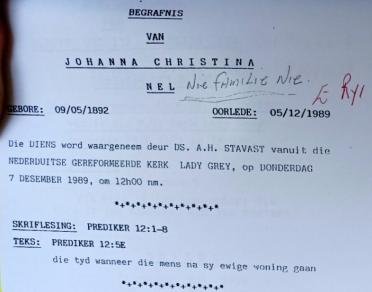 BEGRAFNIS
VAN
JOHANNA CHRISTINA
NEL Nie familie nie.
GEBORE: 09/05/1892 OORLEDE: 05/12/1989
Die DIENS word waargeneem deur DS. A.H. STAVAST vanuit die
NEDERDUITSE GEREFORMEERDE KERK LADY GREY, op DONDERDAG
7 DESEMBER 1989, om 12h00 nm.
*+*+*+*+*+*+*+*+*+*
SKRIFLESING: PREDIKER 12:1-8
TEKS: PREDIKER 12:5E
die tyd wanneer die mens na sy ewige woning gaan
*+*+*+*+*+*+*+*+*+*